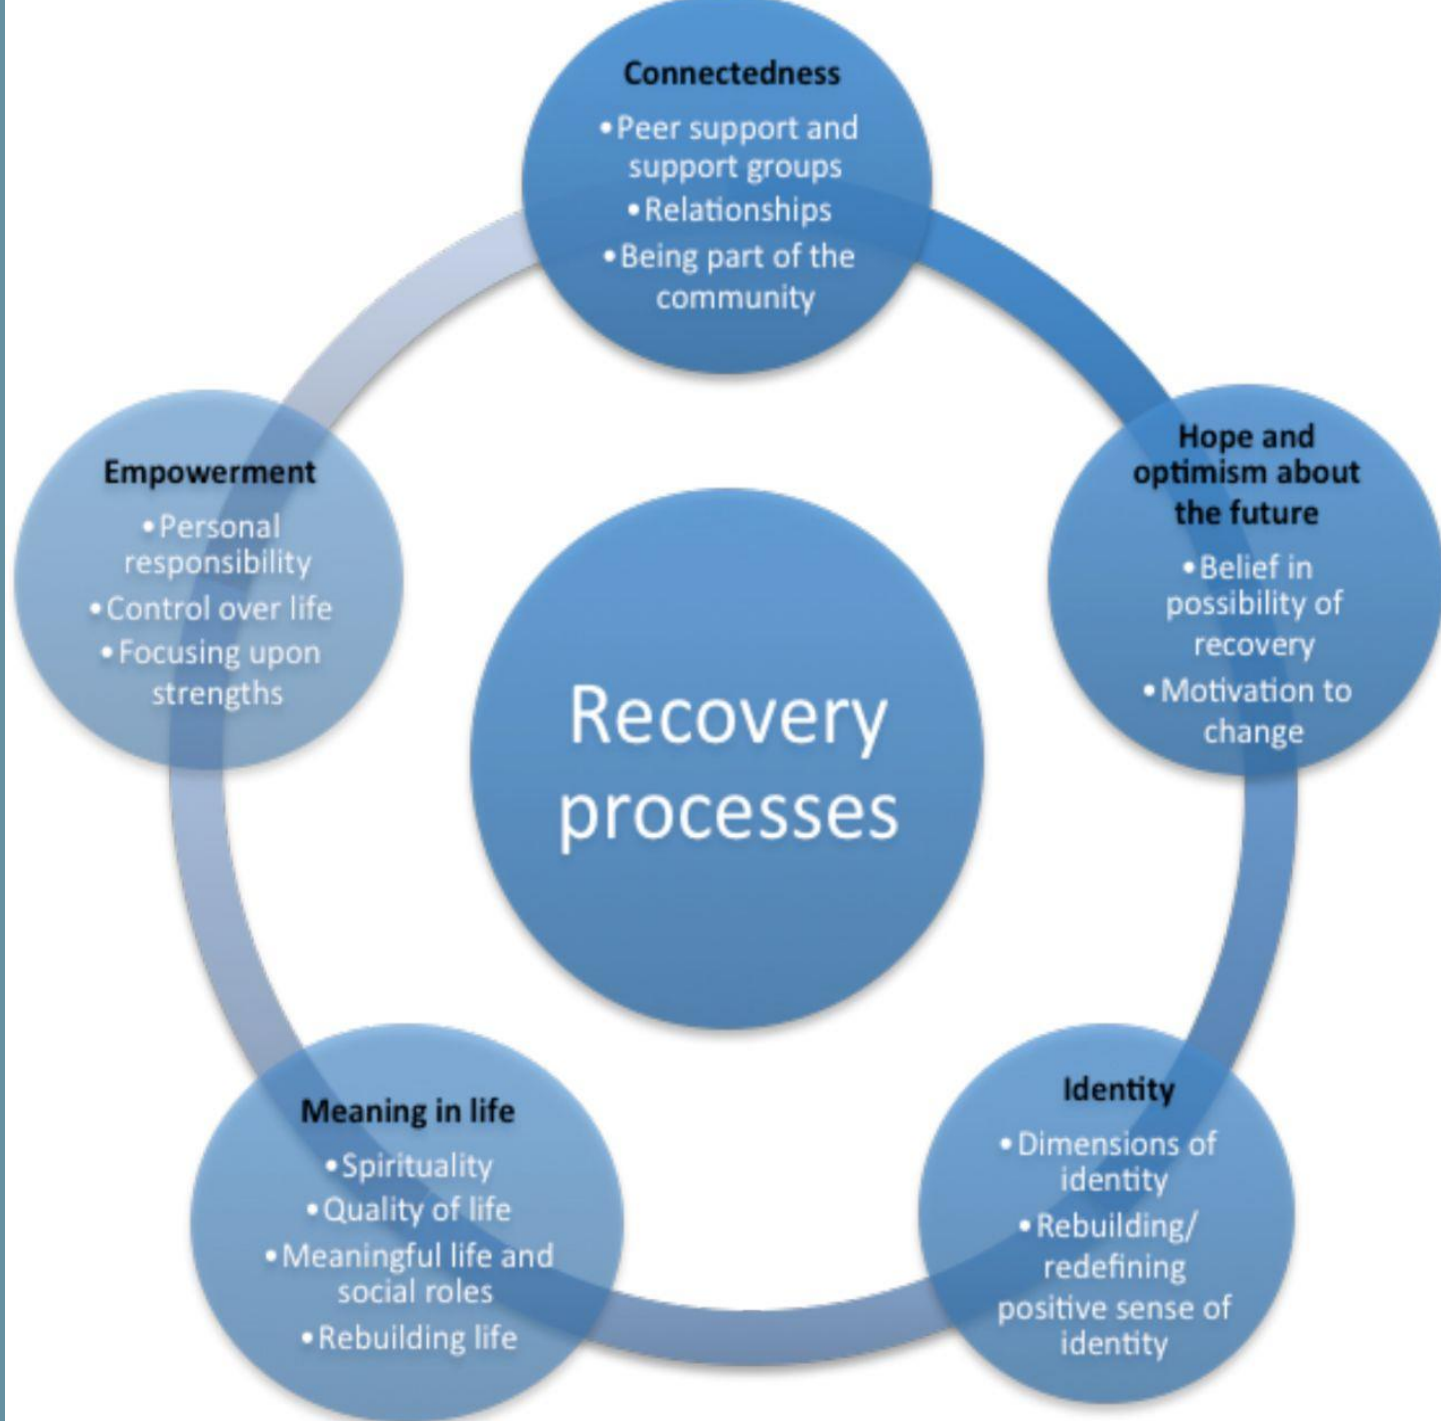 Connectedness
•Peer support and
support groups
•Relationships
•Being part of the
community
Hope and
optimism about
the future
•Belief in
possibility of
recovery
•Motivation to
change
Identity
•Dimensions of
identity
•Rebuilding/
redefining
positive sense of
identity
Meaning in life
•Spirituality
•Quality of life
•Meaningful life and
social roles
•Rebuilding life
Empowerment
•Personal
responsibility
•Control over life
•Focusing upon
strengths
Recovery
processes